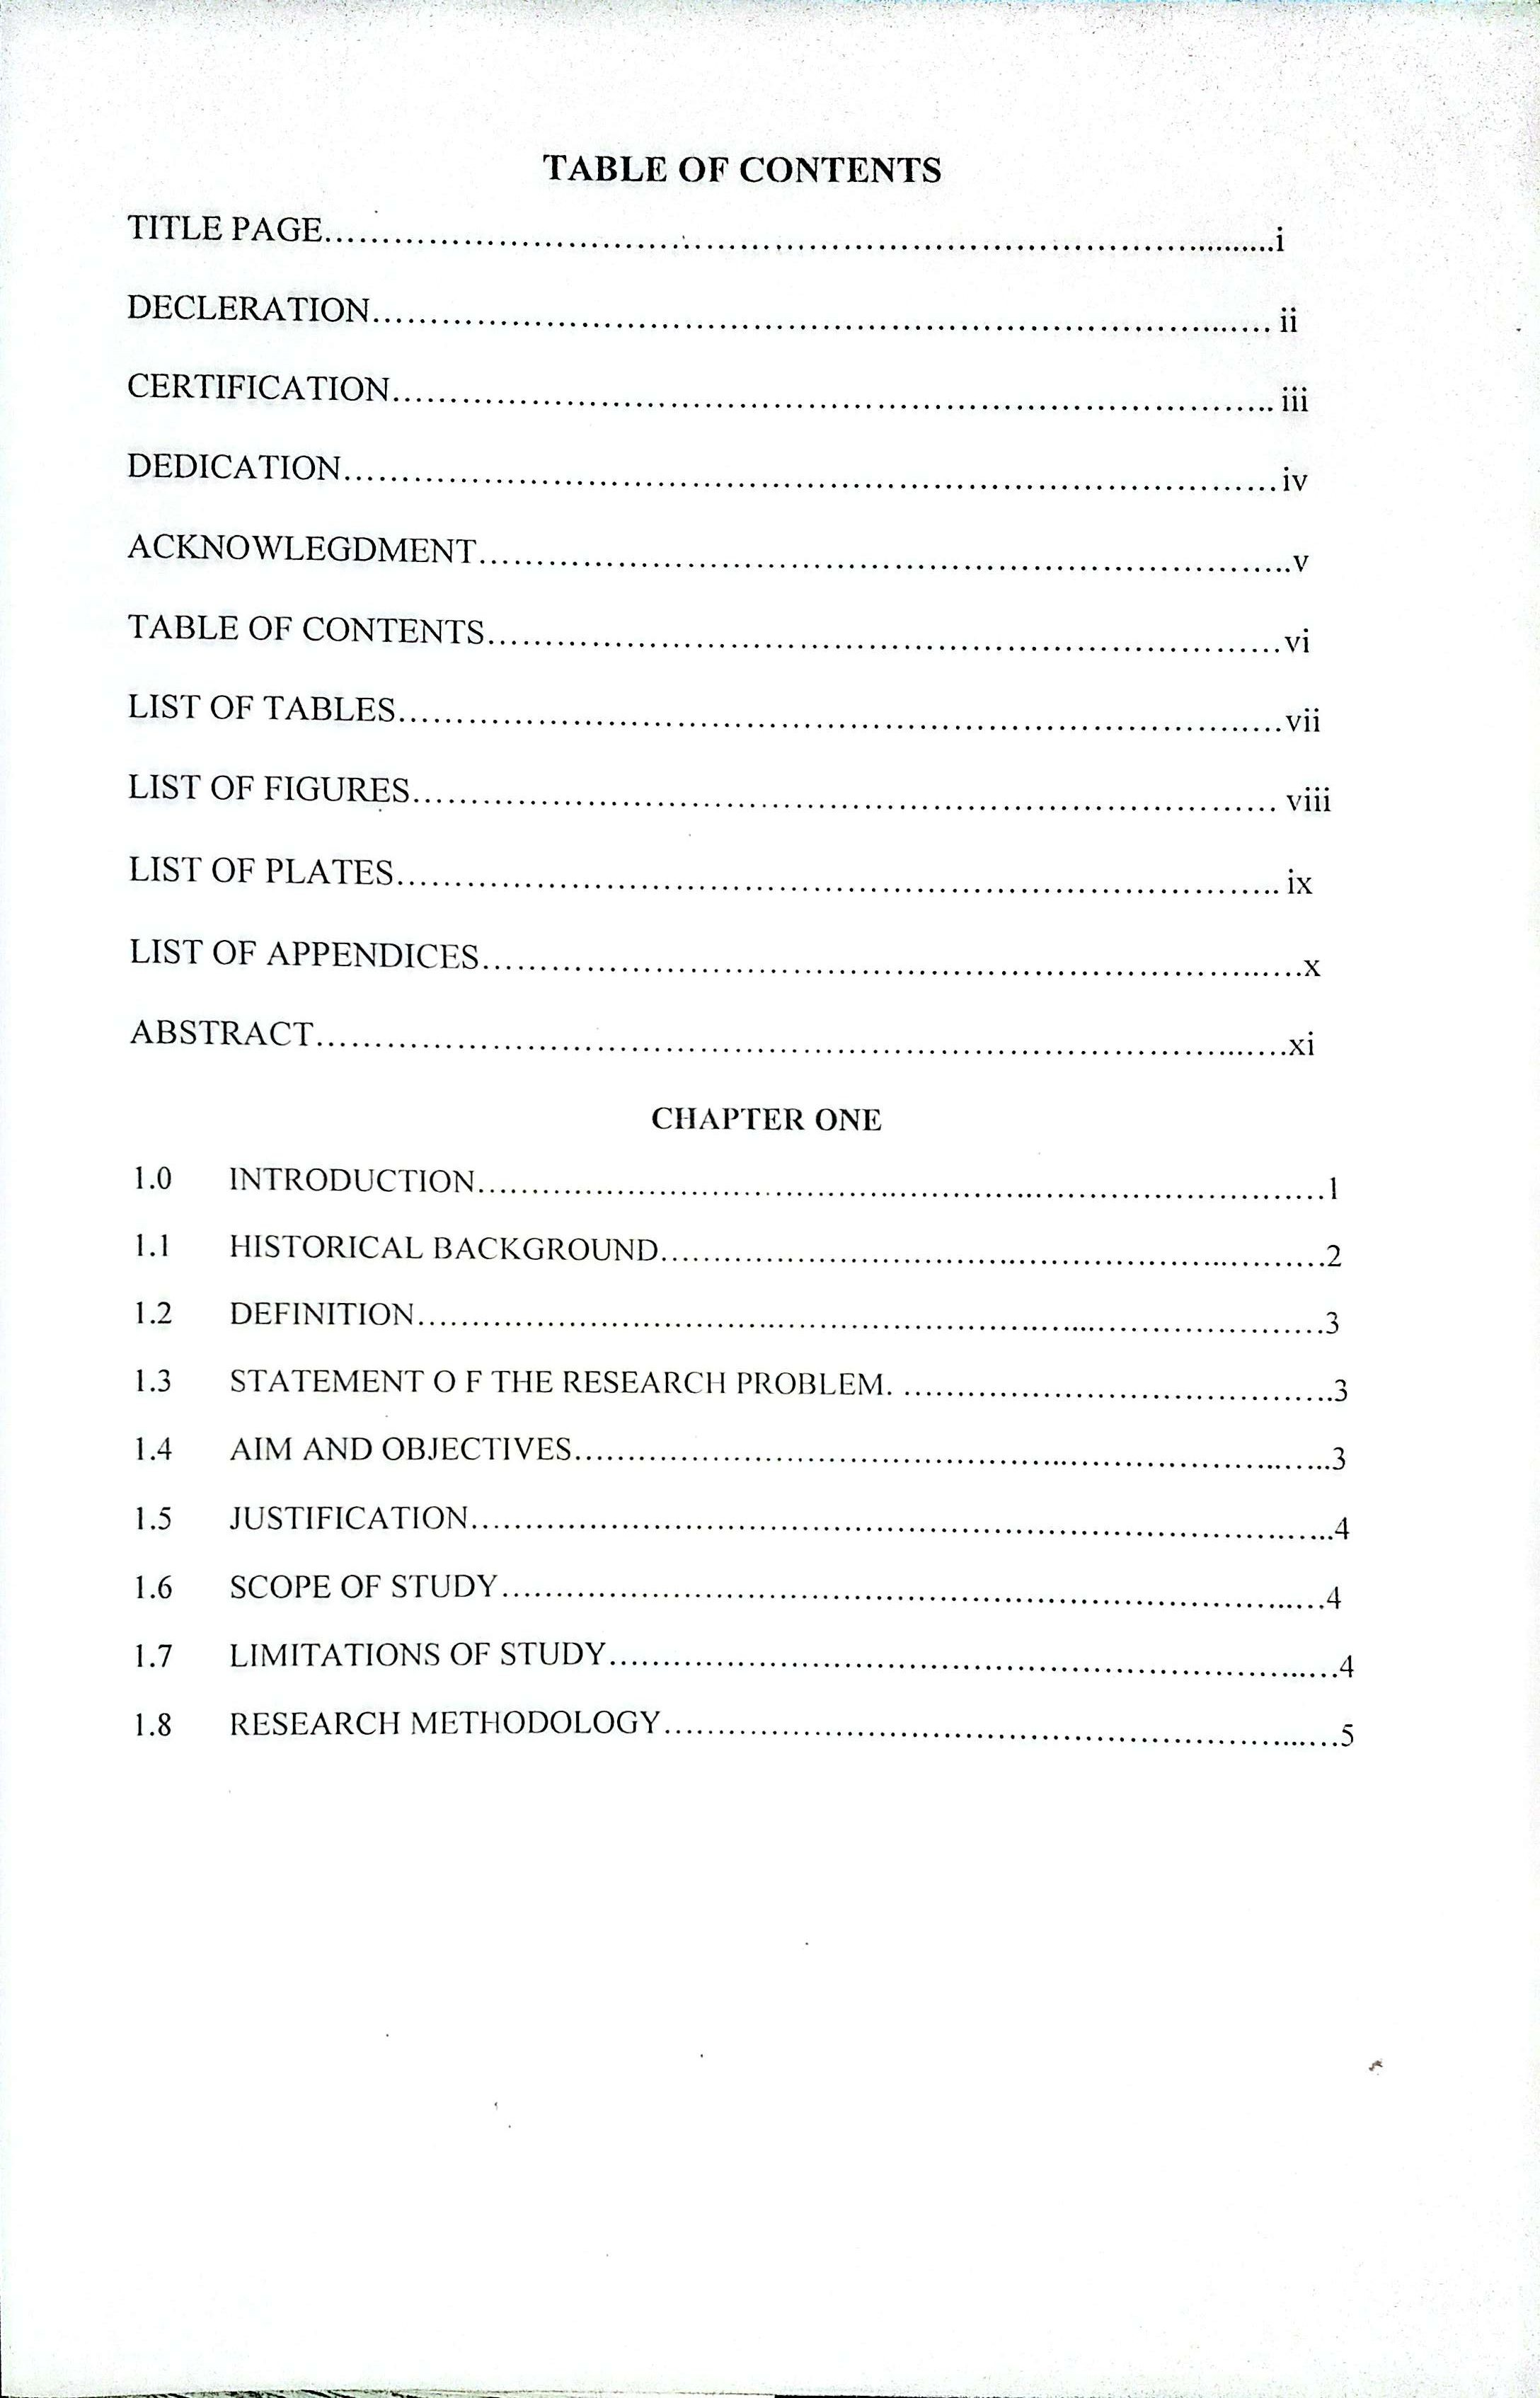 TABLE OF CONTENTS
TITLE PAGE..........i
DECLERATION.......... ii
CERTIFICATION.......... iii
DEDICATION..........iv
ACKNOWLEGDMENT..........v
TABLE OF CONTENTS..........vi
LIST OF TABLES..........vii
LIST OF FIGURES.......... viii
LIST OF PLATES.......... ix
LIST OF APPENDICES..........x
ABSTRACT..........xi
CHAPTER ONE
1.0 INTRODUCTION..........1
1.1 HISTORICAL BACKGROUND..........2
1.2 DEFINITION..........3
1.3 STATEMENT O F THE RESEARCH PROBLEM. ..........3
1.4 AIM AND OBJECTIVES..........3
1.5 JUSTIFICATION..........4
1.6 SCOPE OF STUDY..........4
1.7 LIMITATIONS OF STUDY..........4
1.8 RESEARCH METHODOLOGY..........5